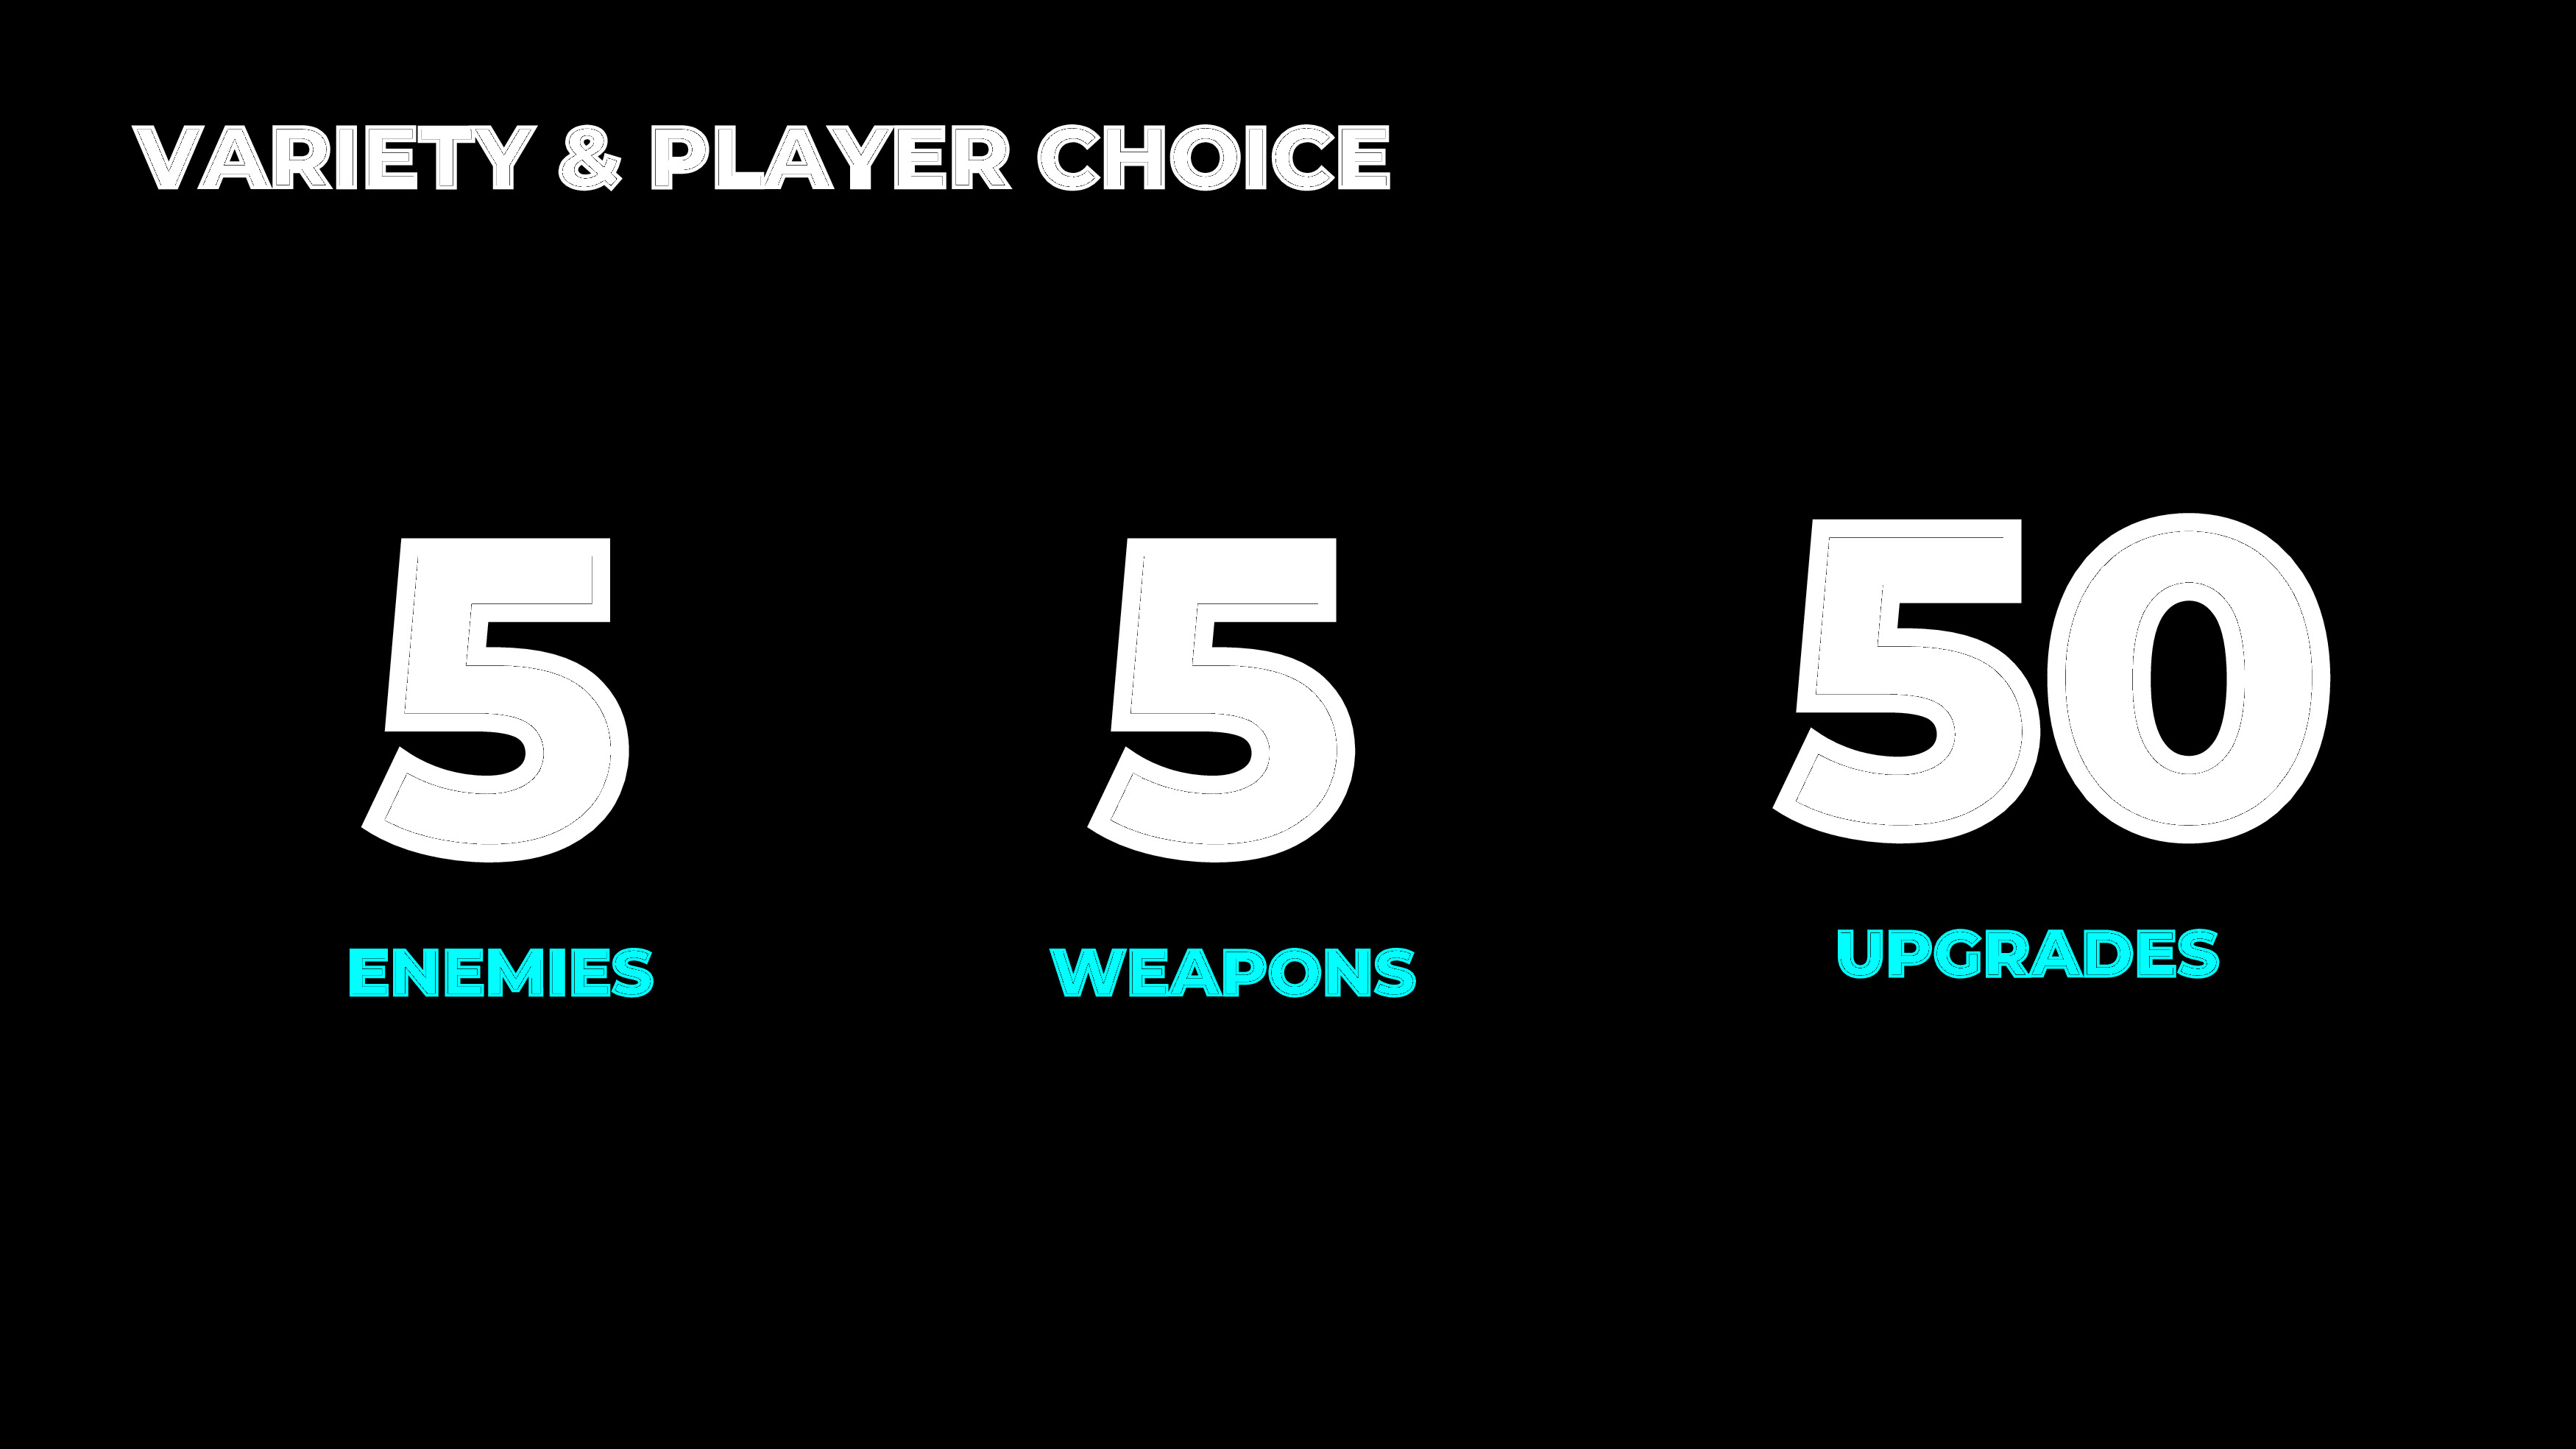 VARIETY & PLAYER CHOICE
5
ENEMIES
5
WEAPONS
50
UPGRADES